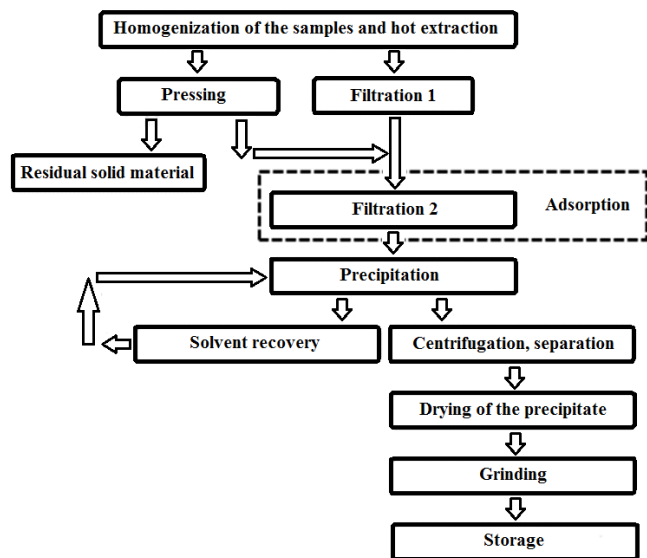 Homogenization of the samples and hot extraction
Pressing
Filtration 1
Residual solid material
Filtration 2
Adsorption
Precipitation
Solvent recovery
Centrifugation, separation
Drying of the precipitate
Grinding
Storage